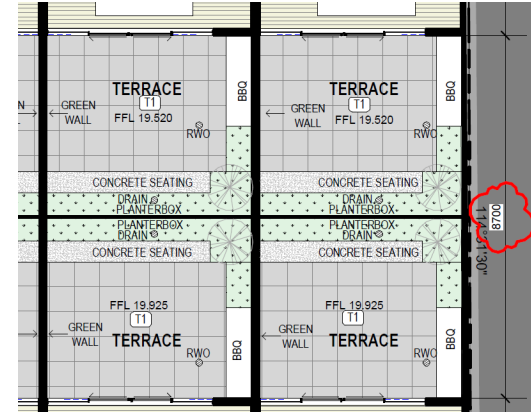 TERRACE
T1
FFL 19.520
GREEN
WALL
RWO
BBQ
TERRACE
T1
FFL 19.520
GREEN
WALL
RWO
BBQ
N
CONCRETE SEATING
DRAIN
PLANTERBOX
PLANTERBOX
DRAIN
CONCRETE SEATING
CONCRETE SEATING
DRAIN
PLANTERBOX
PLANTERBOX
DRAIN
CONCRETE SEATING
8700
FFL 19.925
T1
TERRACE
GREEN
WALL
RWO
BBQ
FFL 19.925
T1
TERRACE
GREEN
WALL
RWO
BBQ